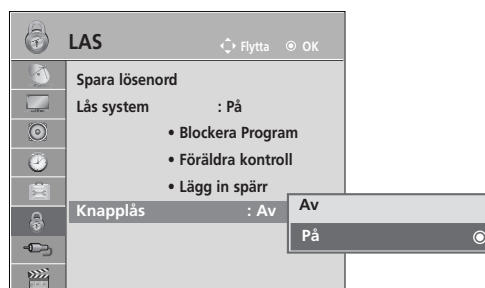 LAS
Flytta OK
Spara lösenord
Lås system : På
• Blockera Program
• Föräldra kontroll
• Lägg in spärr
Knapplås : Av
Av
På